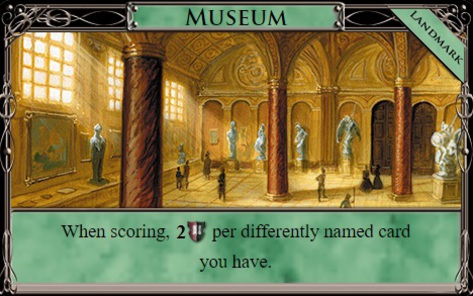 MUSEUM
LANDMARK
When scoring, 2 per differently named card
you have.